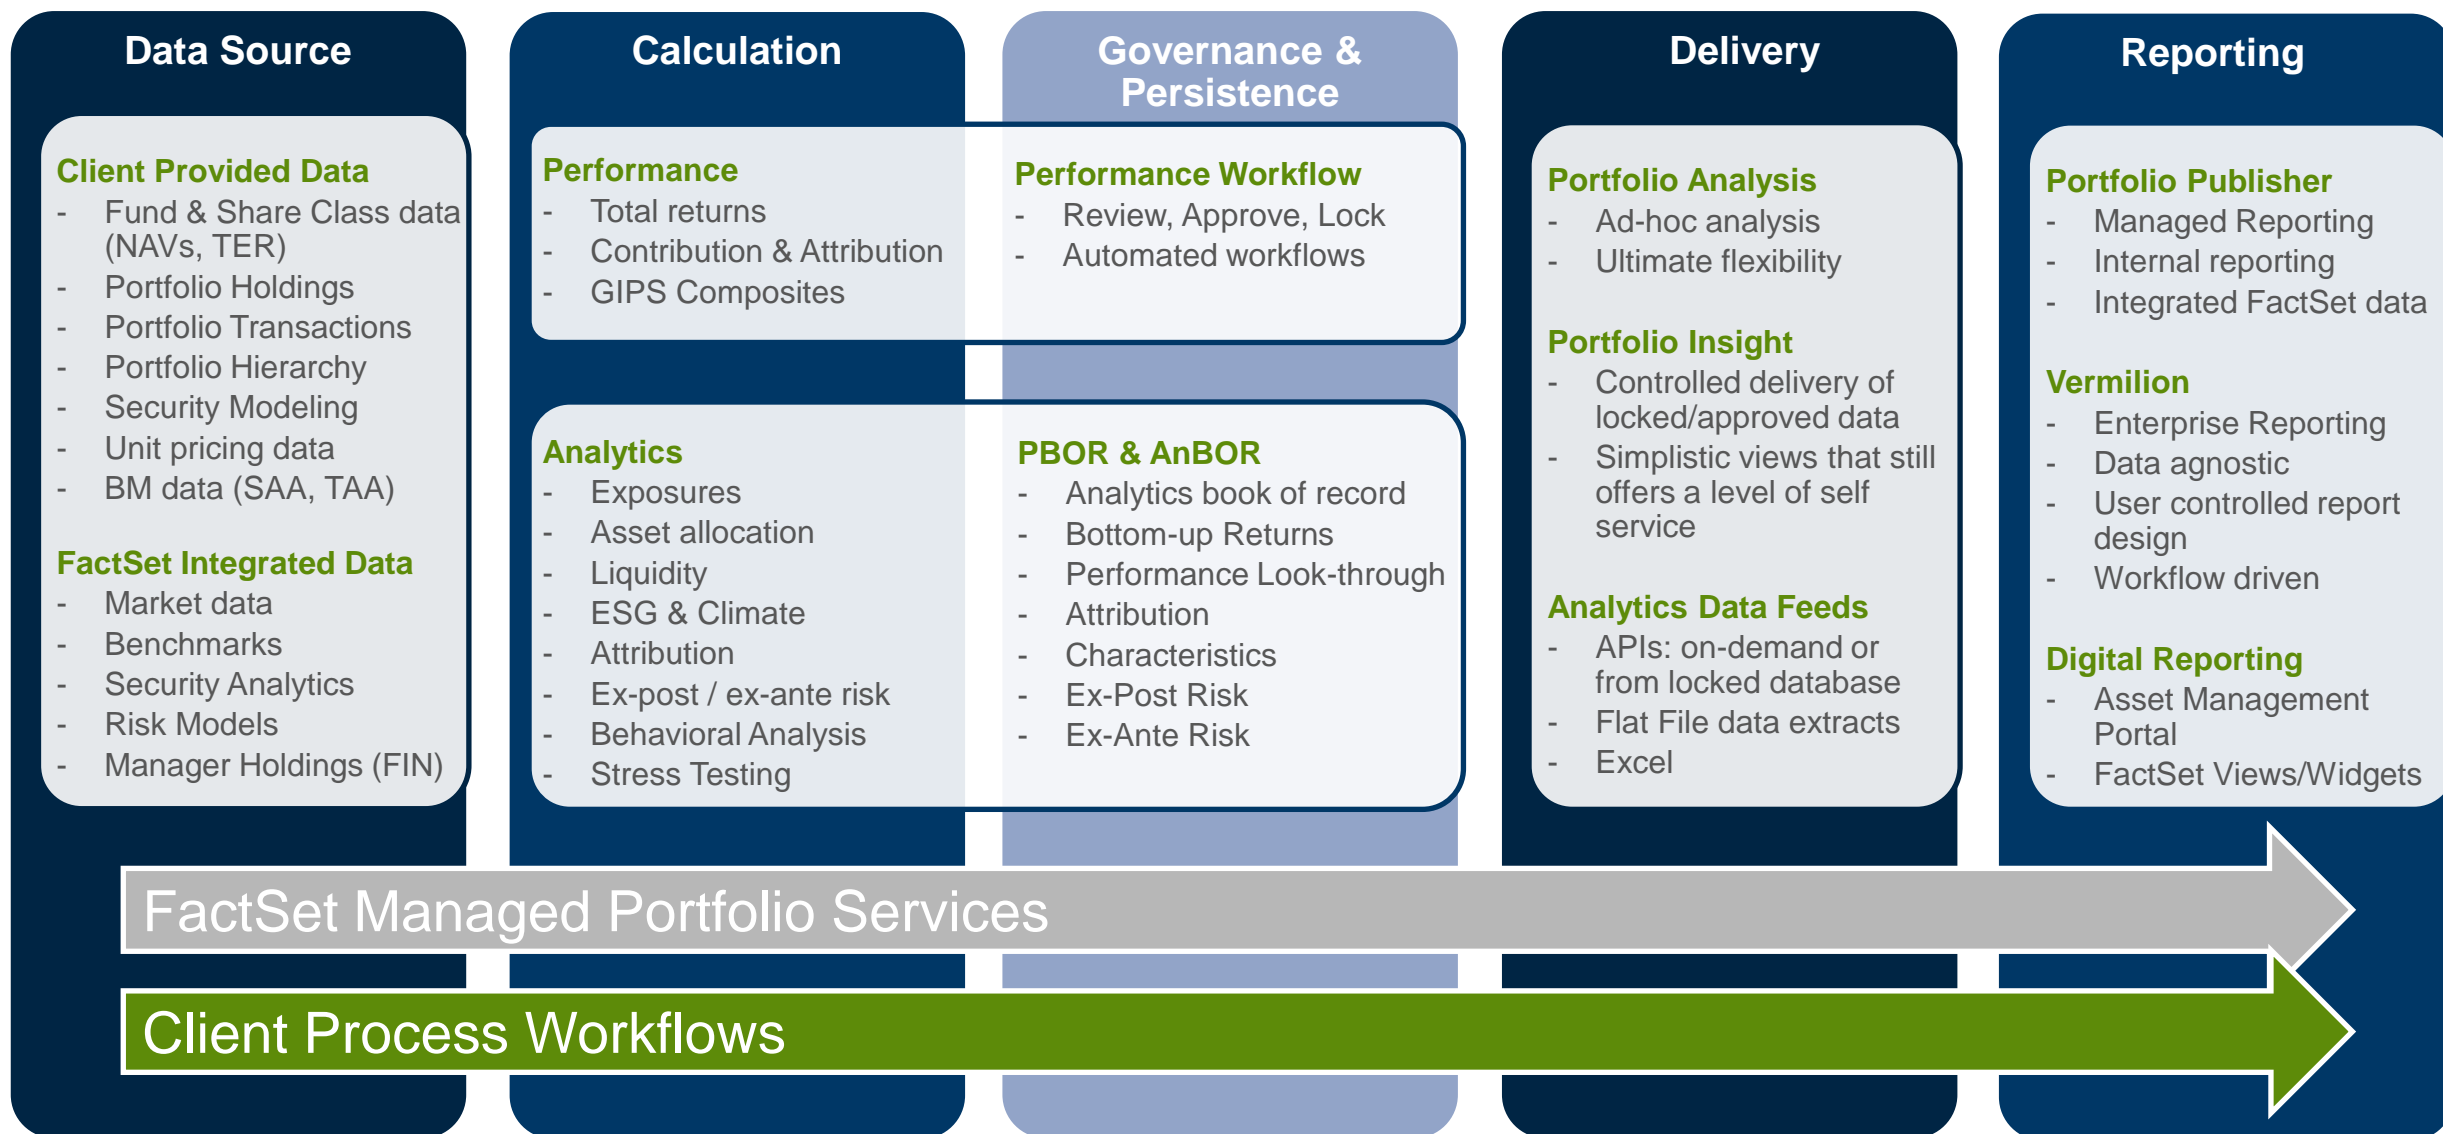 Data Source
Client Provided Data
- Fund & Share Class data
(NAVs, TER)
- Portfolio Holdings
- Portfolio Transactions
- Portfolio Hierarchy
- Security Modeling
- Unit pricing data
- BM data (SAA, TAA)
FactSet Integrated Data
- Market data
- Benchmarks
- Security Analytics
- Risk Models
- Manager Holdings (FIN)
Calculation
Performance
- Total returns
- Contribution & Attribution
- GIPS Composites
Analytics
- Exposures
- Asset allocation
- Liquidity
- ESG & Climate
- Attribution
- Ex-post / ex-ante risk
- Behavioral Analysis
- Stress Testing
Governance &
Persistence
Performance Workflow
- Review, Approve, Lock
- Automated workflows
PBOR & AnBOR
- Analytics book of record
- Bottom-up Returns
- Performance Look-through
- Attribution
- Characteristics
- Ex-Post Risk
- Ex-Ante Risk
Delivery
Portfolio Analysis
- Ad-hoc analysis
- Ultimate flexibility
Portfolio Insight
- Controlled delivery of
locked/approved data
- Simplistic views that still
offers a level of self
service
Analytics Data Feeds
- APIs: on-demand or
from locked database
- Flat File data extracts
- Excel
Reporting
Portfolio Publisher
- Managed Reporting
- Internal reporting
- Integrated FactSet data
Vermilion
- Enterprise Reporting
- Data agnostic
- User controlled report
design
- Workflow driven
Digital Reporting
- Asset Management
Portal
- FactSet Views/Widgets
FactSet Managed Portfolio Services
Client Process Workflows